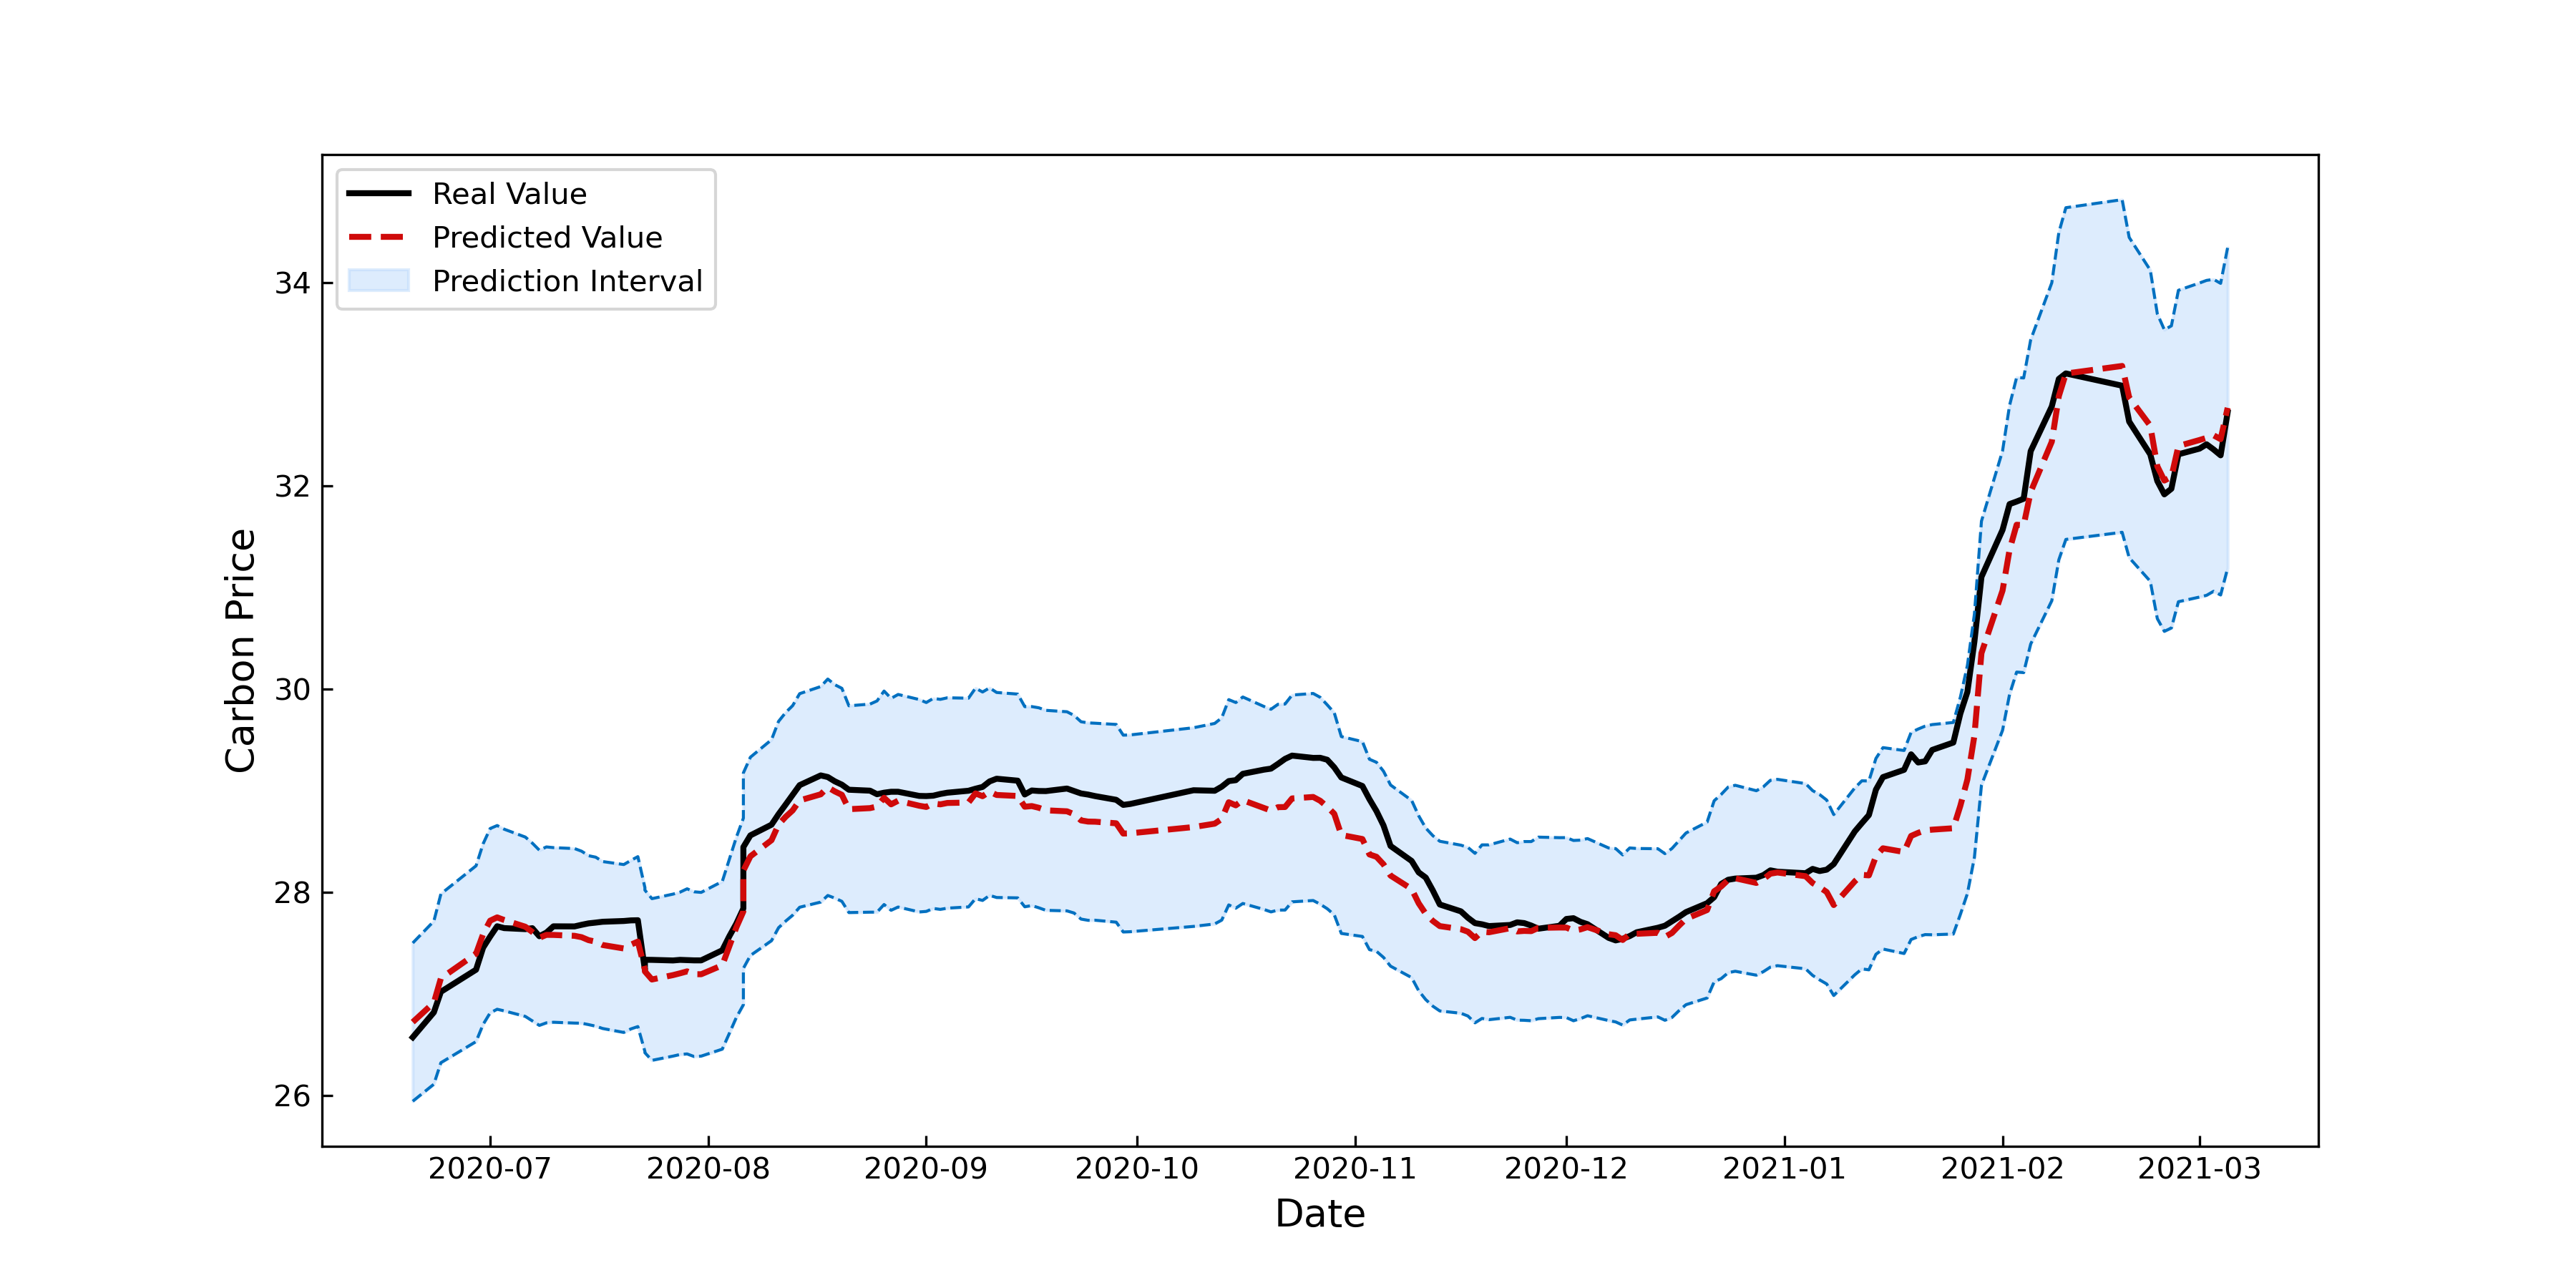 Real Value
Predicted Value
Prediction Interval
34
32
30
28
26
Carbon Price
2020-07 2020-08 2020-09 2020-10 2020-11 2020-12 2021-01 2021-02 2021-03
Date